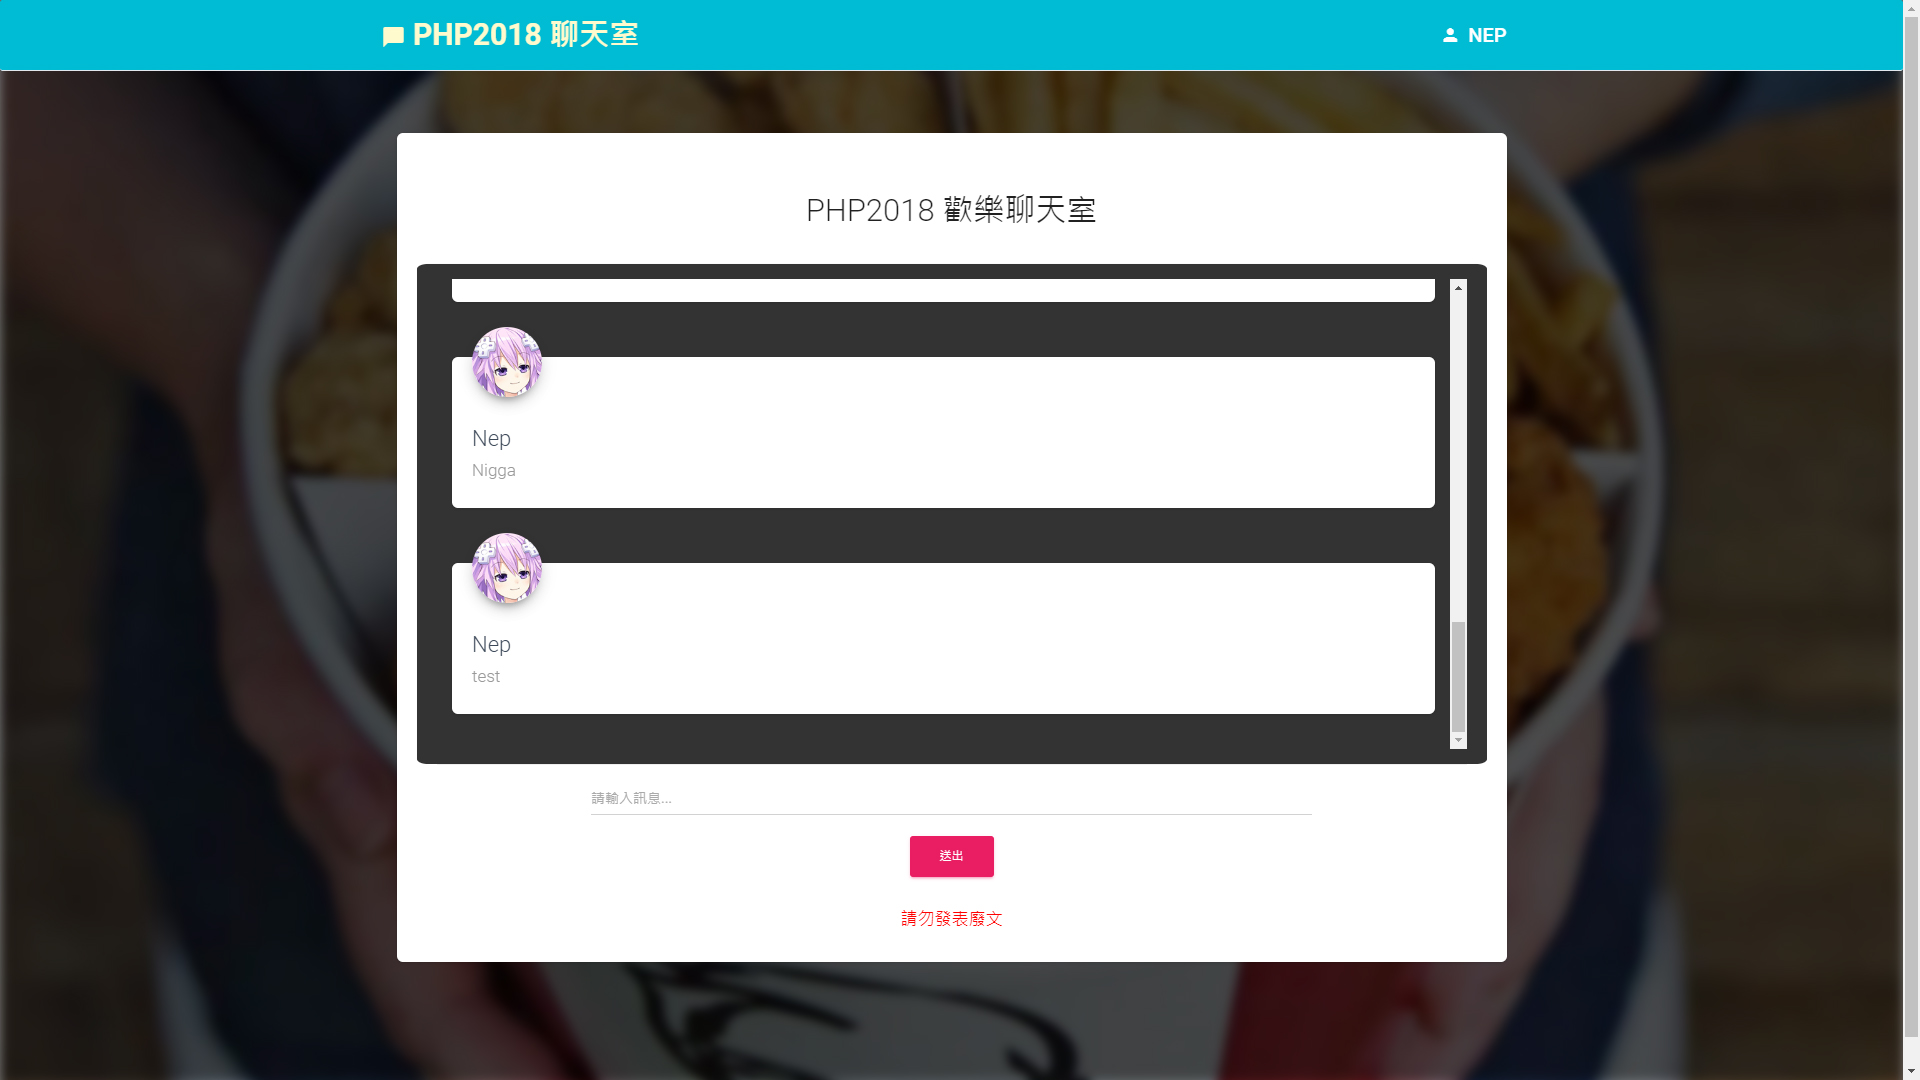 PHP2018 聊天室
NEP
PHP2018 歡樂聊天室
Nep
Nigga
Nep
test
請輸入訊息...
送出
請勿發表廢文